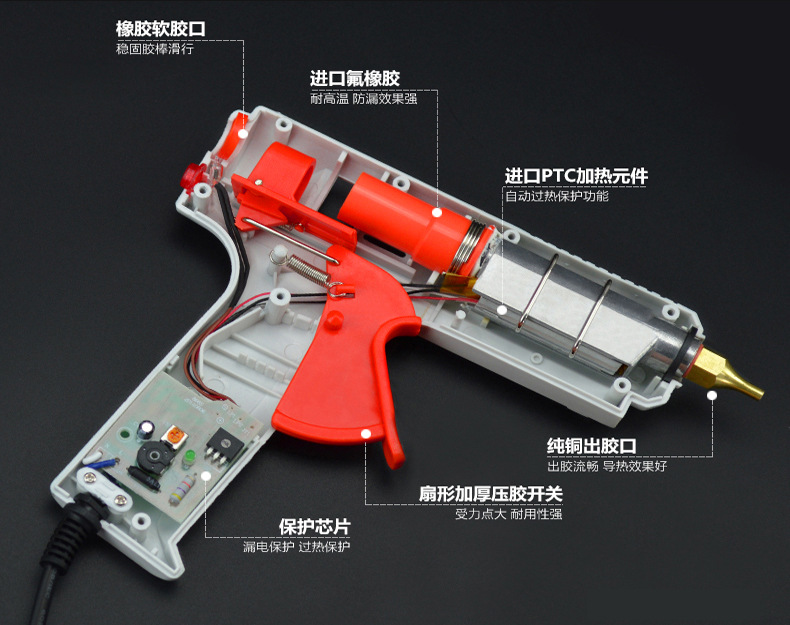 橡胶软胶口
稳固胶棒滑行
进口氟橡胶
耐高温 防漏效果强
进口PTC加热元件
自动过热保护功能
纯铜出胶口
出胶流畅 导热效果好
扇形加厚压胶开关
受力点大 耐用性强
保护芯片
漏电保护 过热保护